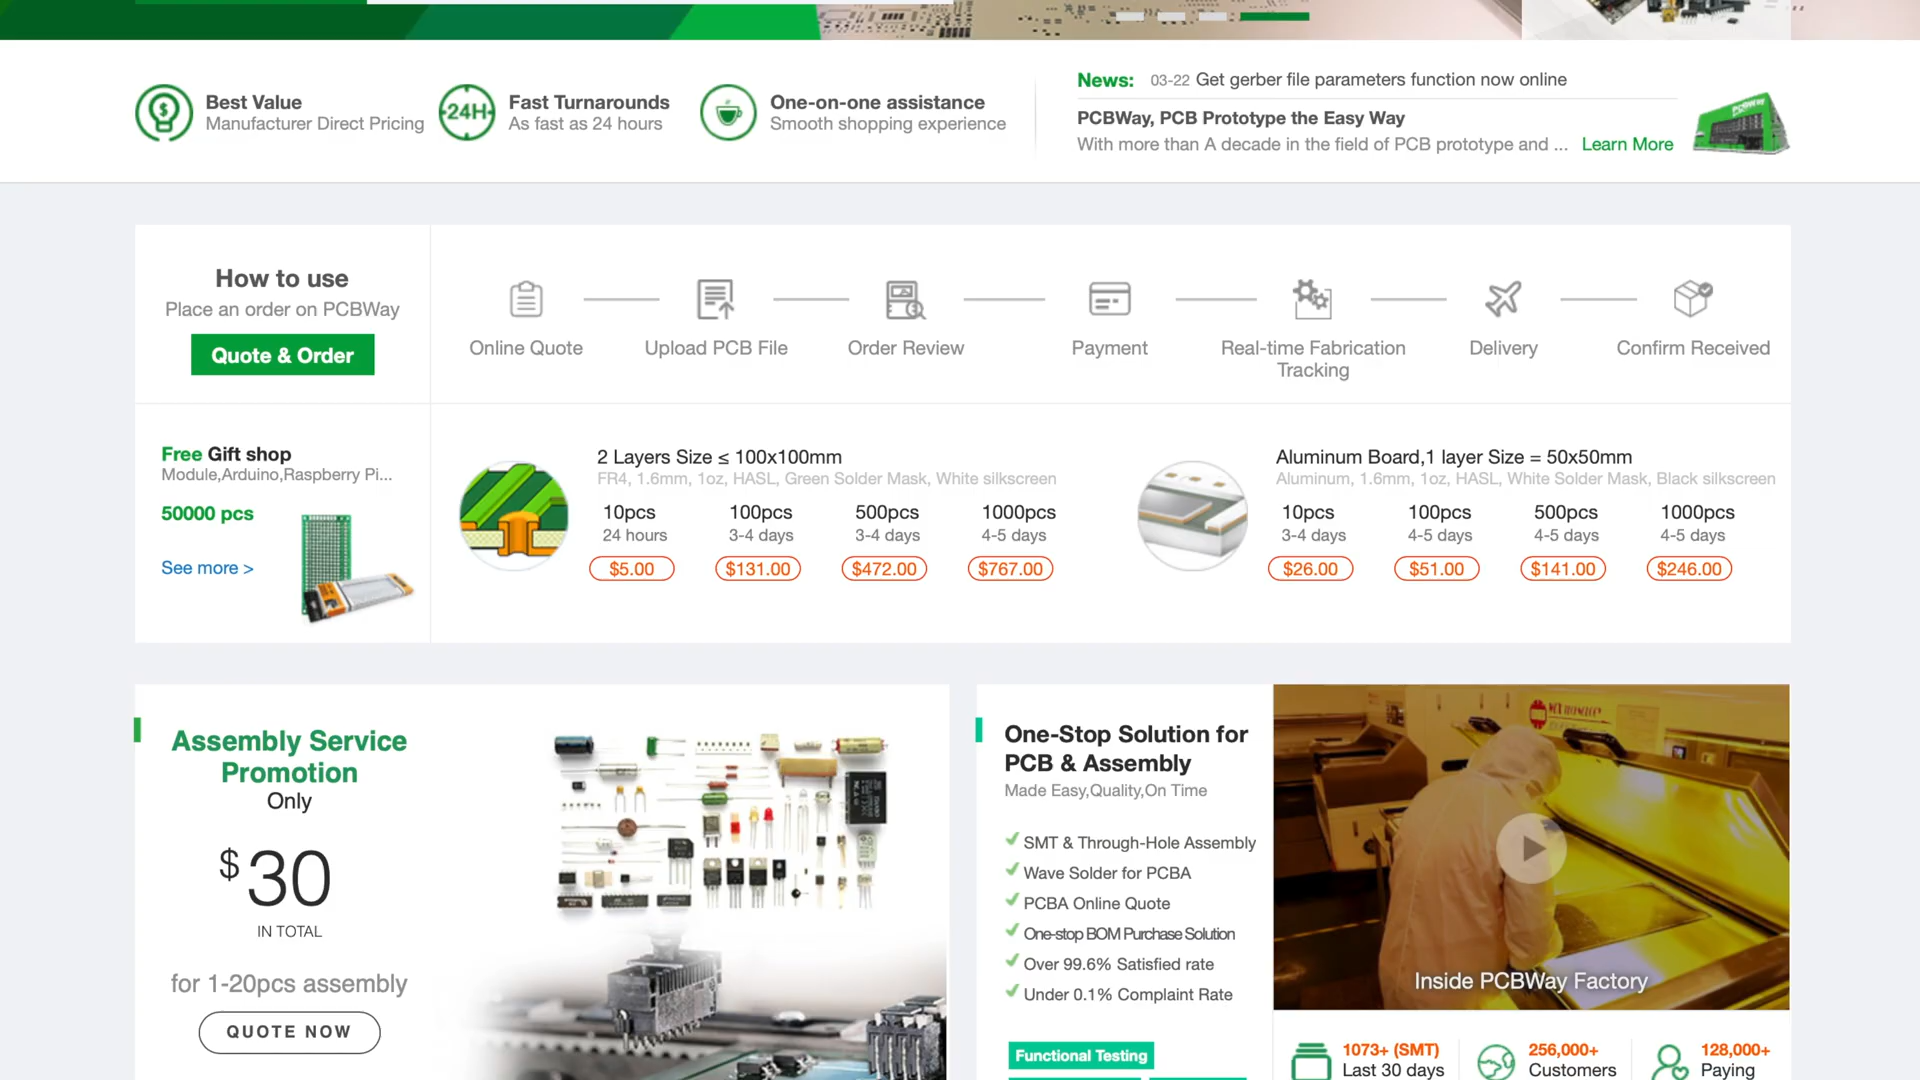 Best Value
Manufacturer Direct Pricing
24H
Fast Turnarounds
As fast as 24 hours
One-on-one assistance
Smooth shopping experience
News: 03-22 Get gerber file parameters function now online
PCBWay, PCB Prototype the Easy Way
With more than A decade in the field of PCB prototype and ... Learn More
PCBWay
How to use
Place an order on PCBWay
Quote & Order
Online Quote
Upload PCB File
Order Review
Payment
Real-time Fabrication
Tracking
Delivery
Confirm Received
Free Gift shop
Module,Arduino,Raspberry Pi...
50000 pcs
See more >
2 Layers Size ≤ 100x100mm
FR4, 1.6mm, 1oz, HASL, Green Solder Mask, White silkscreen
10pcs 100pcs 500pcs 1000pcs
24 hours 3-4 days 3-4 days 4-5 days
$5.00 $131.00 $472.00 $767.00
Aluminum Board,1 layer Size = 50x50mm
Aluminum, 1.6mm, 1oz, HASL, White Solder Mask, Black silkscreen
10pcs 100pcs 500pcs 1000pcs
3-4 days 4-5 days 4-5 days 4-5 days
$26.00 $51.00 $141.00 $246.00
Assembly Service
Promotion
Only
$30
IN TOTAL
for 1-20pcs assembly
QUOTE NOW
One-Stop Solution for
PCB & Assembly
Made Easy,Quality,On Time
SMT & Through-Hole Assembly
Wave Solder for PCBA
PCBA Online Quote
One-stop BOM Purchase Solution
Over 99.6% Satisfied rate
Under 0.1% Complaint Rate
Functional Testing
Inside PCBWay Factory
1073+ (SMT)
Last 30 days
256,000+
Customers
128,000+
Paying